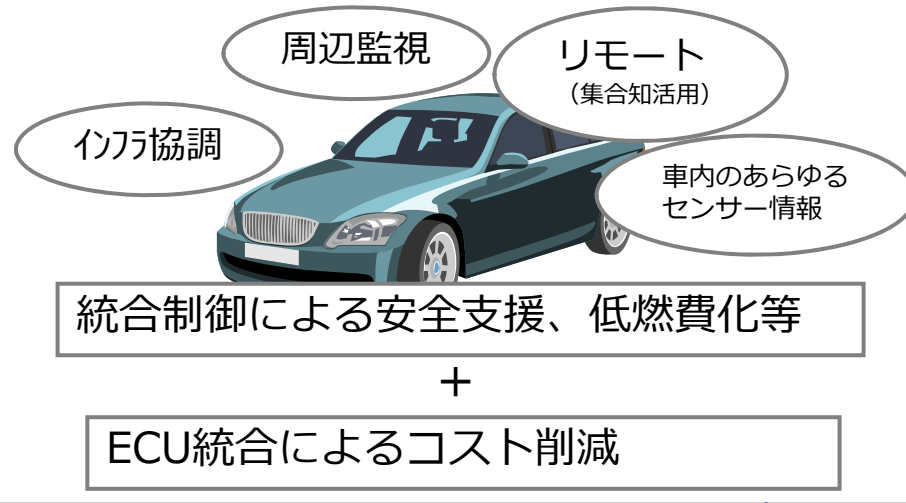 周辺監視
リモート
（集合知活用）
インフラ協調
車内のあらゆる
センサー情報
統合制御による安全支援、低燃費化等
＋
ECU統合によるコスト削減